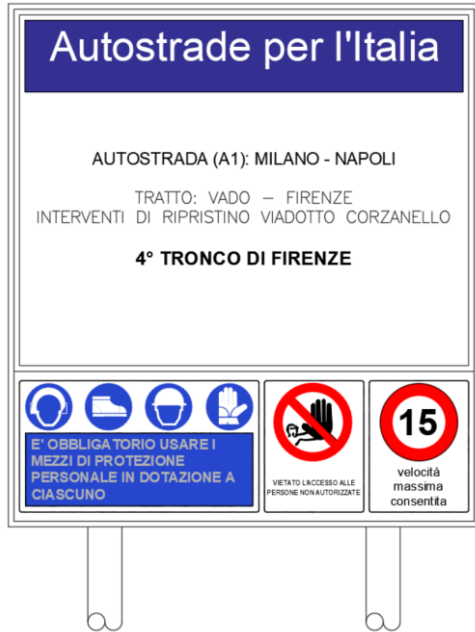 Autostrade per l'Italia
AUTOSTRADA (A1): MILANO - NAPOLI
TRATTO: VADO – FIRENZE
INTERVENTI DI RIPRISTINO VIADOTTO CORZANELLO
4° TRONCO DI FIRENZE
E' OBBLIGATORIO USARE I
MEZZI DI PROTEZIONE
PERSONALE IN DOTAZIONE A
CIASCUNO
VIETATO L'ACCESSO ALLE
PERSONE NON AUTORIZZATE
15
velocità
massima
consentita